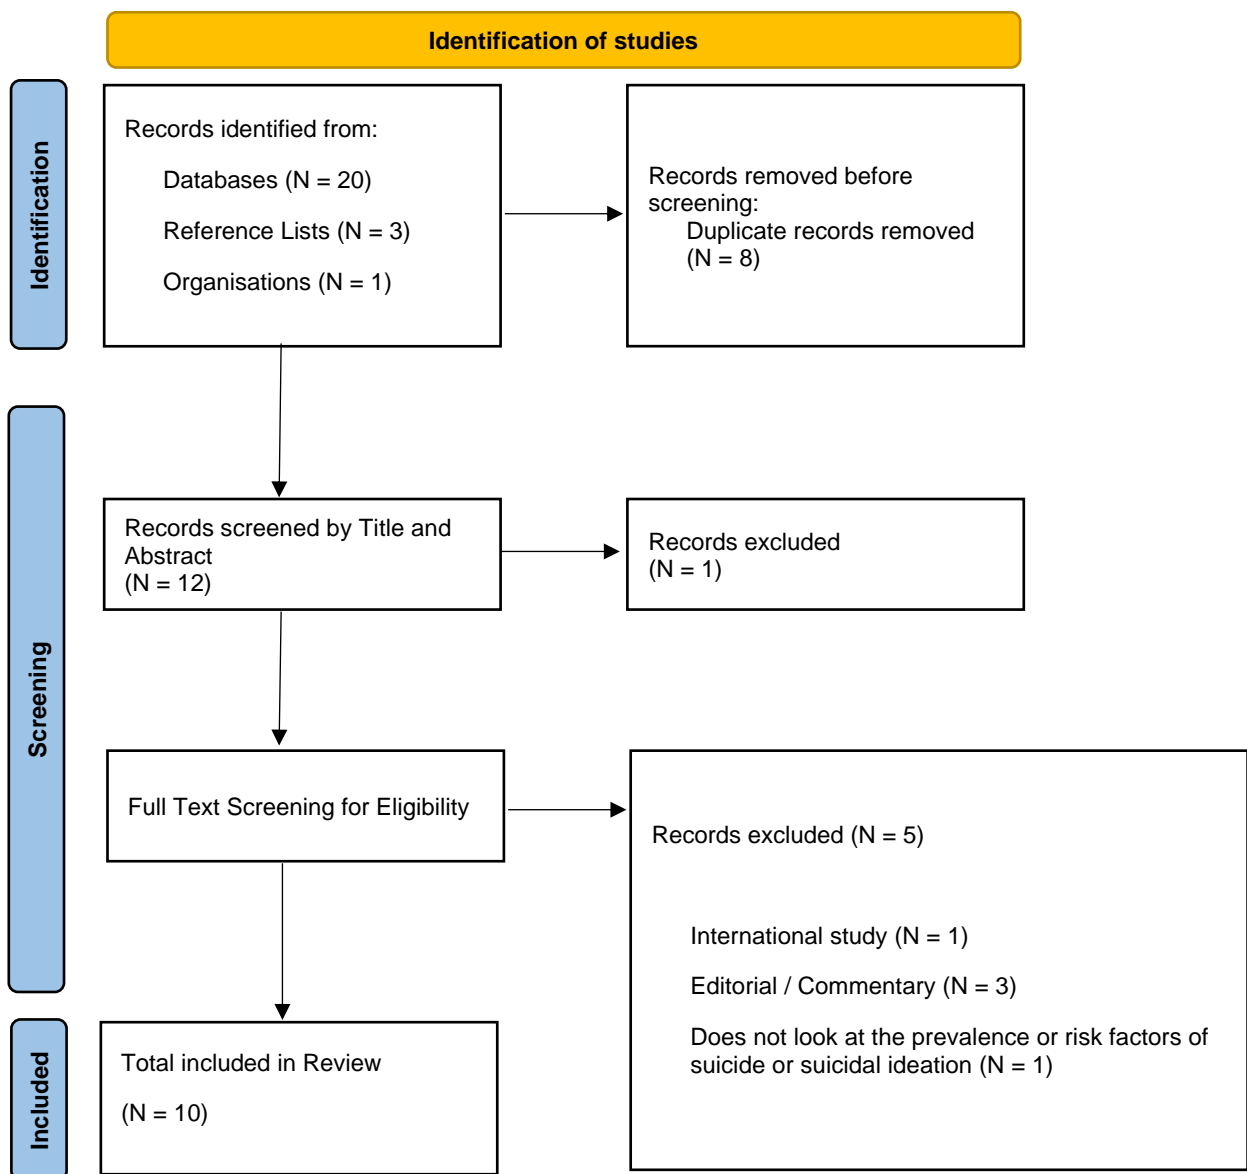 Identification of studies
Identification
Records identified from:
Databases (N = 20)
Reference Lists (N = 3)
Organisations (N = 1)
Records removed before
screening:
Duplicate records removed
(N = 8)
Screening
Records screened by Title and
Abstract
(N = 12)
Records excluded
(N = 1)
Full Text Screening for Eligibility
Records excluded (N = 5)
International study (N = 1)
Editorial / Commentary (N = 3)
Does not look at the prevalence or risk factors of
suicide or suicidal ideation (N = 1)
Included
Total included in Review
(N = 10)